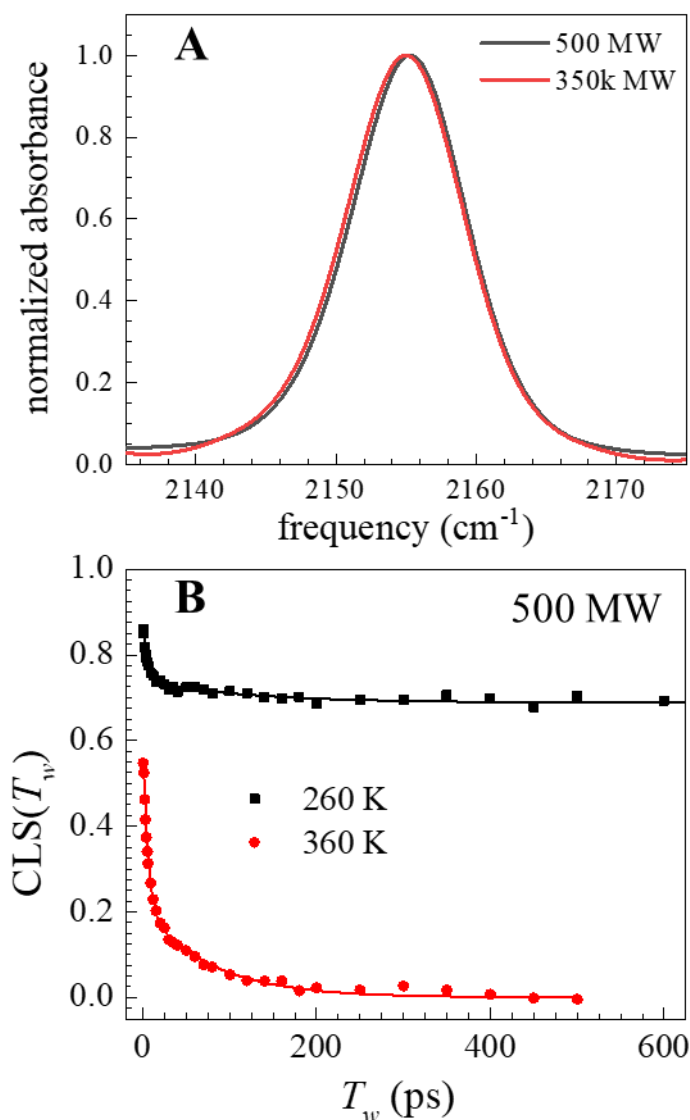 A
500 MW
350k MW
normalized absorbance
1.0
0.8
0.6
0.4
0.2
0.0
2140 2150 2160 2170
frequency (cm⁻¹)
B
500 MW
CLS(T_w)
1.0
0.8
0.6
0.4
0.2
0.0
260 K
360 K
0 200 400 600
T_w (ps)